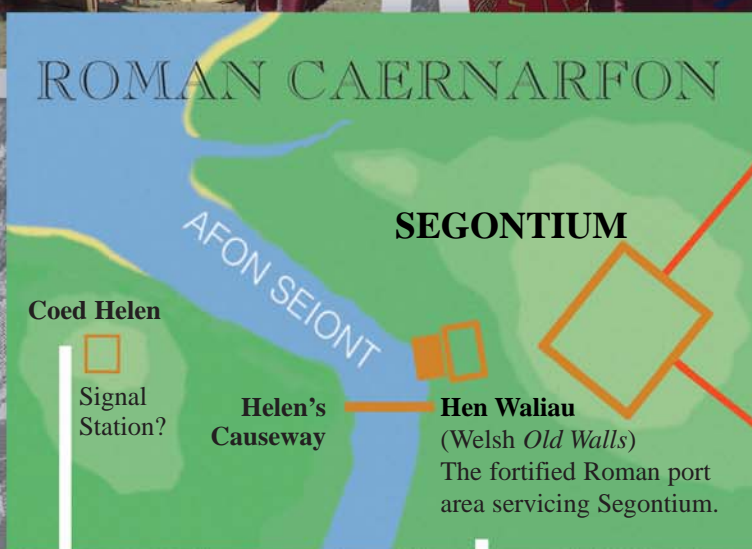 ROMAN CAERNARFON
SEGONTIUM
AFON SEIONT
Coed Helen
Signal
Station?
Helen's
Causeway
Hen Waliau
(Welsh Old Walls)
The fortified Roman port
area servicing Segontium.